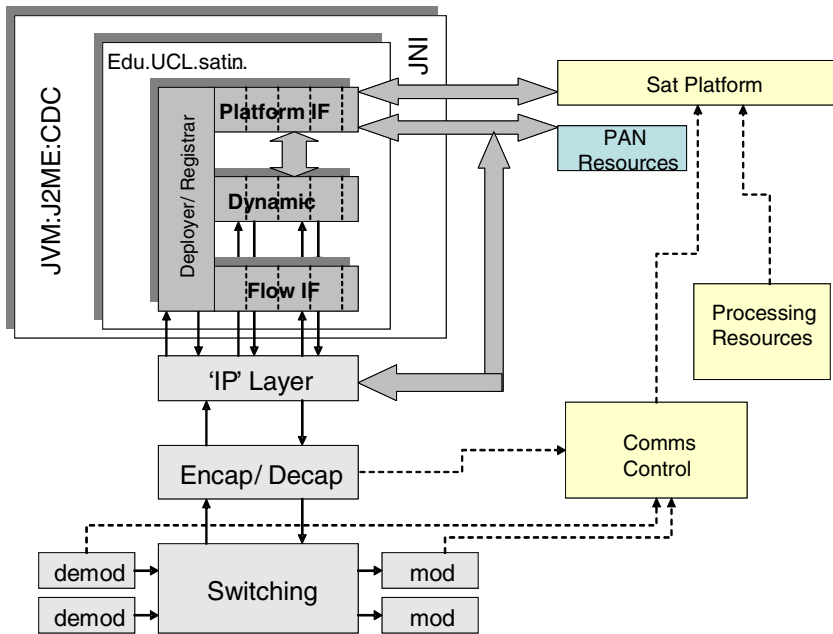 JVM:J2ME:CDC
JNI
Edu.UCL.satin.
Deployer/ Registrar
Platform IF
Dynamic
Flow IF
Sat Platform
PAN
Resources
Processing
Resources
'IP' Layer
Comms
Control
Encap/ Decap
demod
demod
Switching
mod
mod